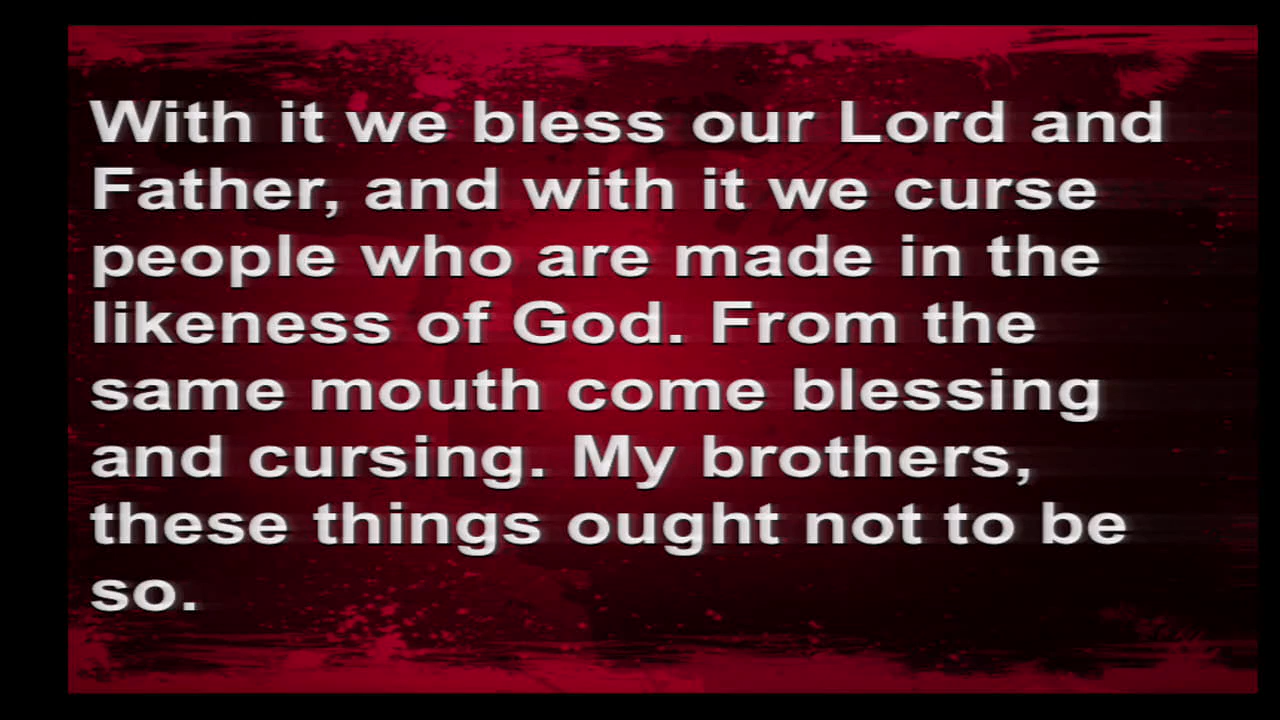 With it we bless our Lord and
Father, and with it we curse
people who are made in the
likeness of God. From the
same mouth come blessing
and cursing. My brothers,
these things ought not to be
so.